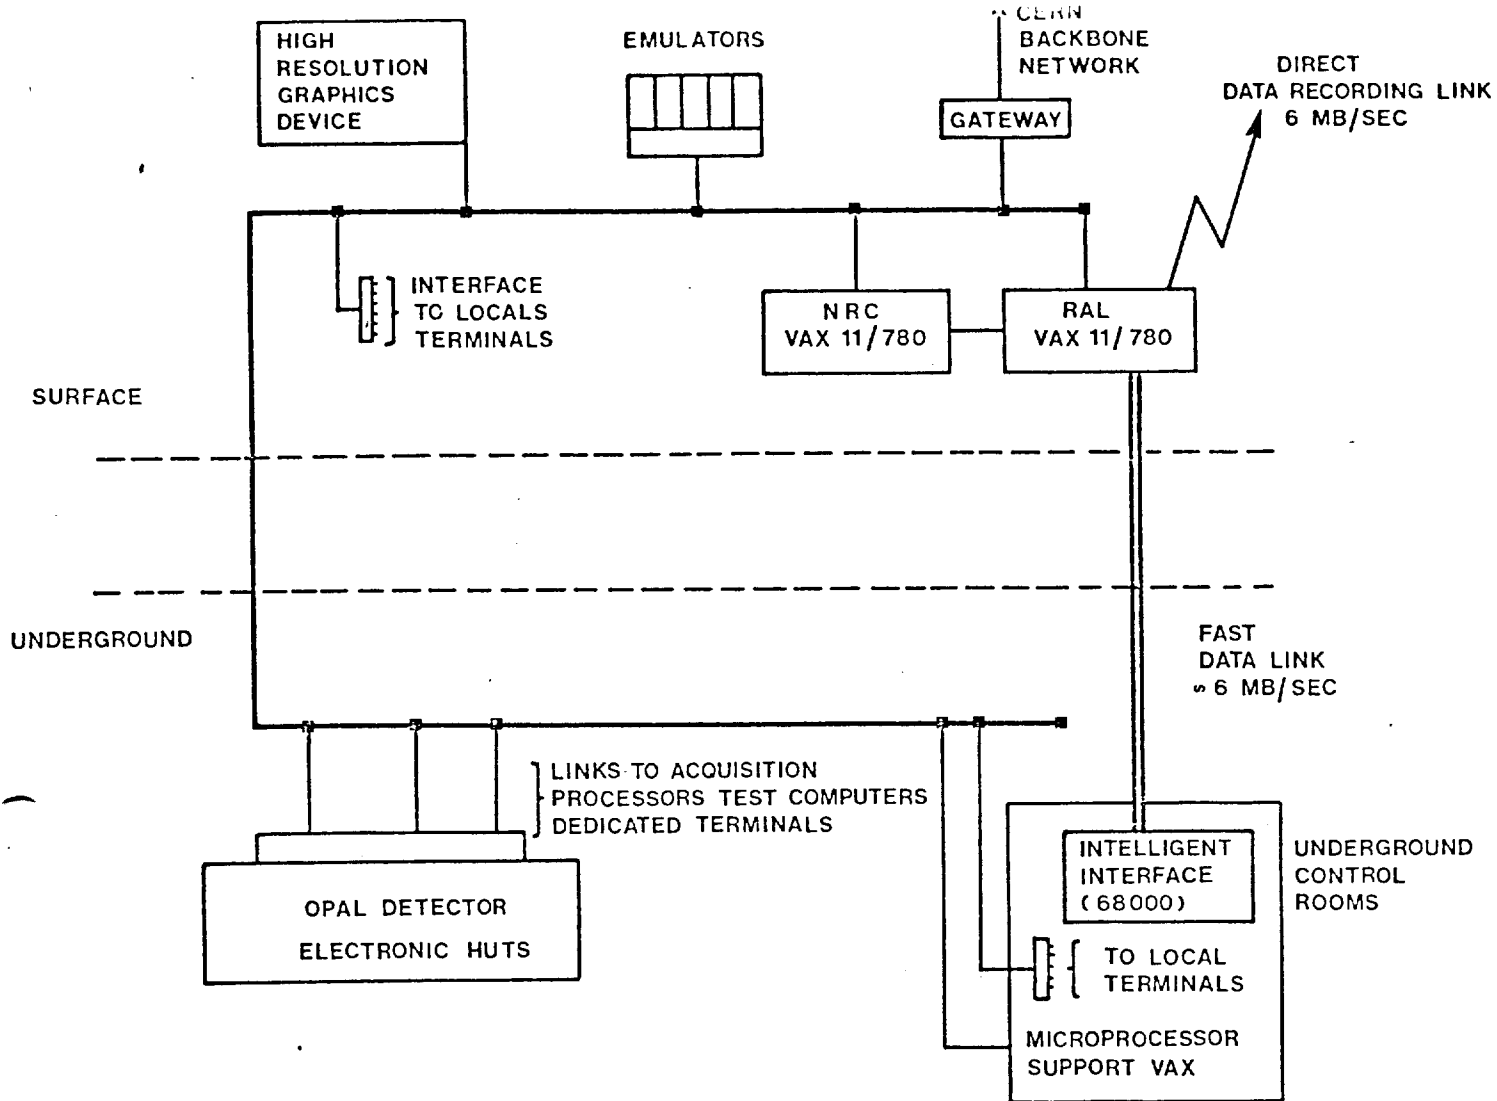 HIGH
RESOLUTION
GRAPHICS
DEVICE
EMULATORS
CERN
BACKBONE
NETWORK
GATEWAY
DIRECT
DATA RECORDING LINK
6 MB/SEC
INTERFACE
TO LOCALS
TERMINALS
NRC
VAX 11/780
RAL
VAX 11/780
SURFACE
UNDERGROUND
FAST
DATA LINK
≤ 6 MB/SEC
LINKS TO ACQUISITION
PROCESSORS TEST COMPUTERS
DEDICATED TERMINALS
OPAL DETECTOR
ELECTRONIC HUTS
INTELLIGENT
INTERFACE
(68000)
UNDERGROUND
CONTROL
ROOMS
TO LOCAL
TERMINALS
MICROPROCESSOR
SUPPORT VAX